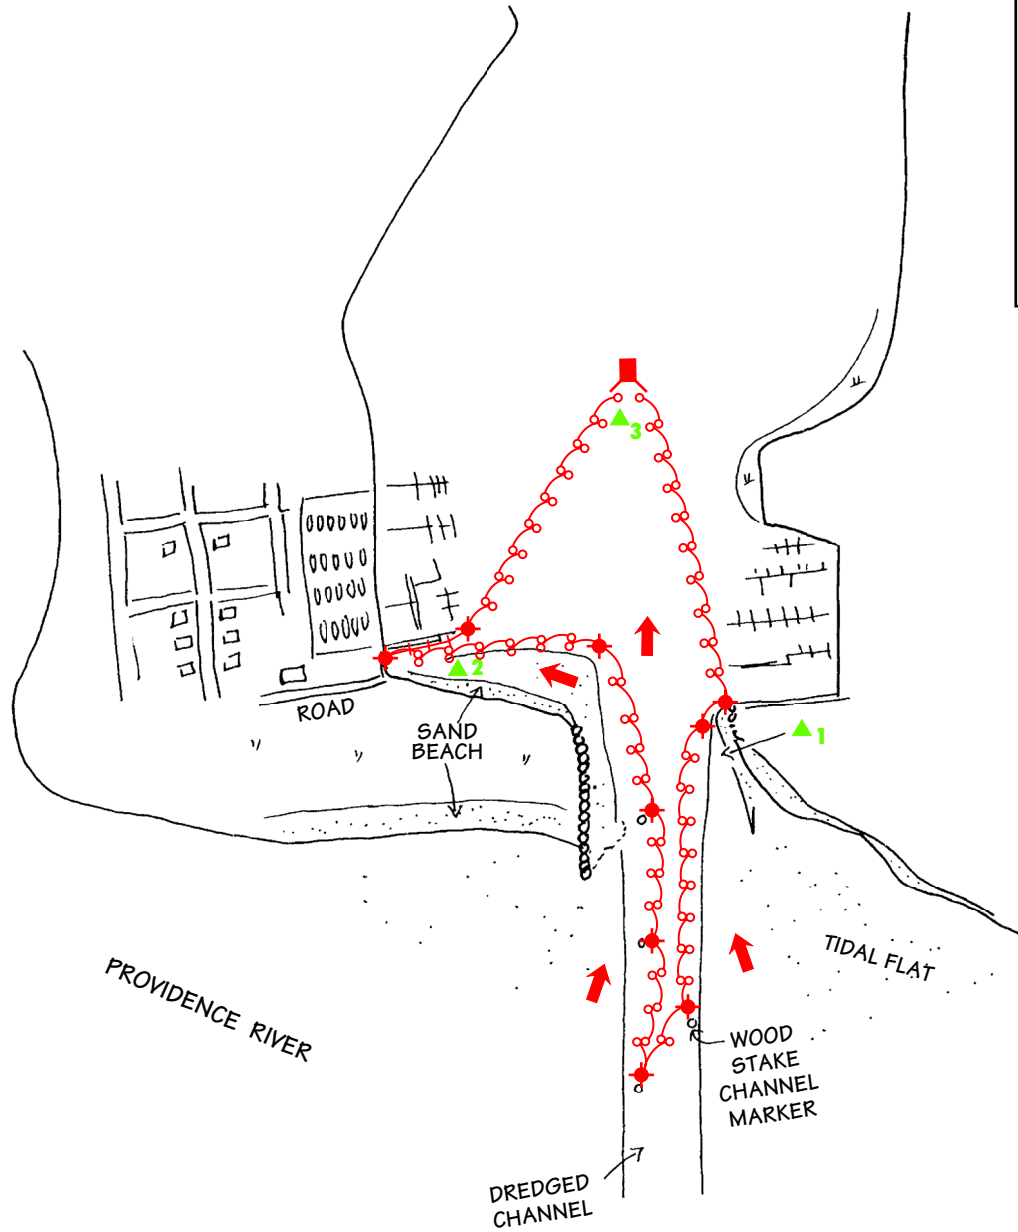 3
2
ROAD
SAND
BEACH
1
TIDAL FLAT
PROVIDENCE RIVER
WOOD
STAKE
CHANNEL
MARKER
DREDGED
CHANNEL